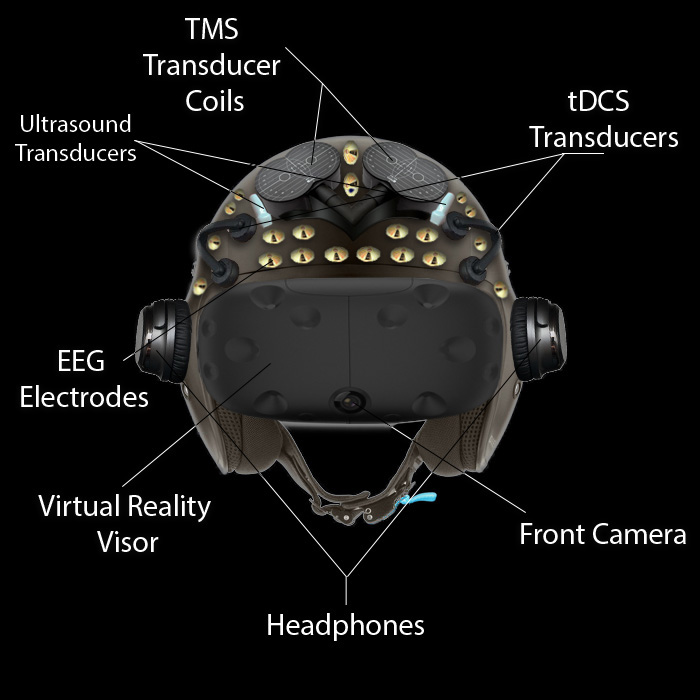 TMS
Transducer
Coils
tDCS
Transducers
Ultrasound
Transducers
EEG
Electrodes
Virtual Reality
Visor
Front Camera
Headphones